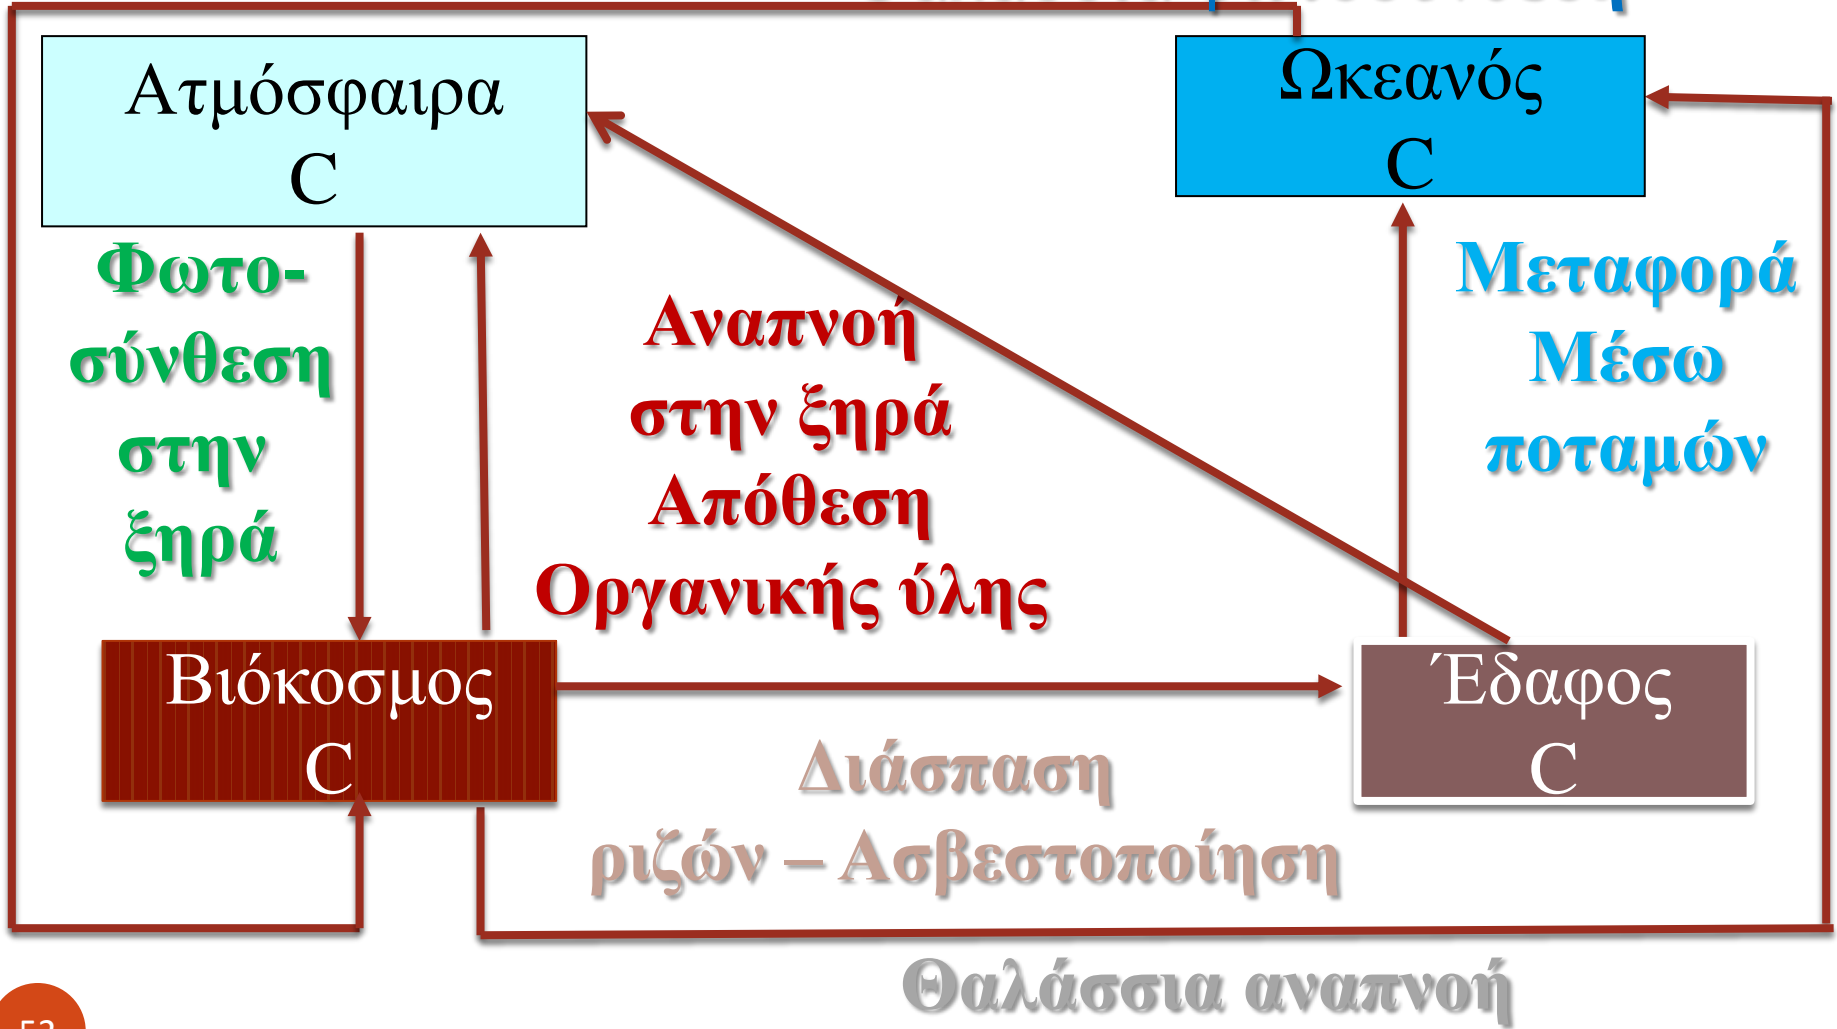 Ατμόσφαιρα
C
Ωκεανός
C
Φωτο-
σύνθεση
στην
ξηρά
Αναπνοή
στην ξηρά
Απόθεση
Οργανικής ύλης
Μεταφορά
Μέσω
ποταμών
Βιόκοσμος
C
Έδαφος
C
Διάσπαση
ριζών – Ασβεστοποίηση
Θαλάσσια αναπνοή